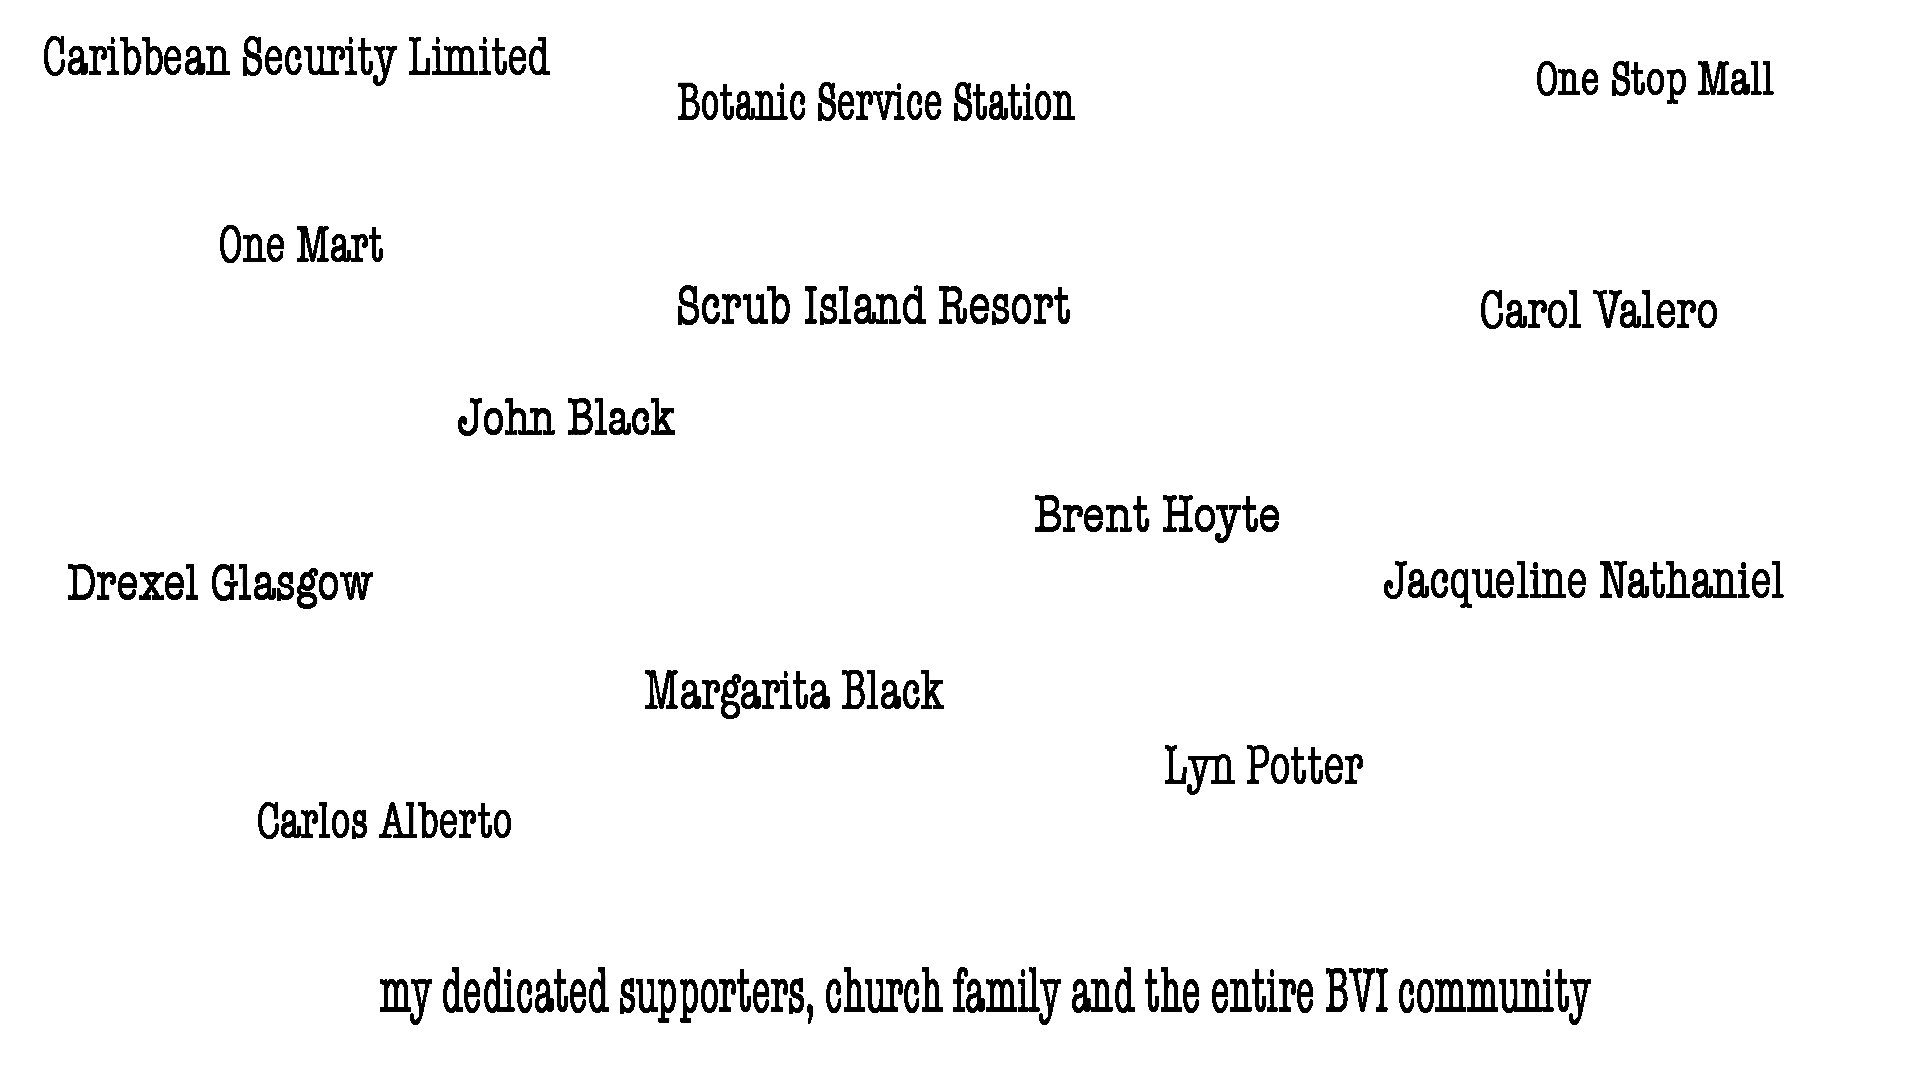 Caribbean Security Limited
Botanic Service Station
One Stop Mall
One Mart
Scrub Island Resort
Carol Valero
John Black
Brent Hoyte
Drexel Glasgow
Jacqueline Nathaniel
Margarita Black
Lyn Potter
Carlos Alberto
my dedicated supporters, church family and the entire BVI community